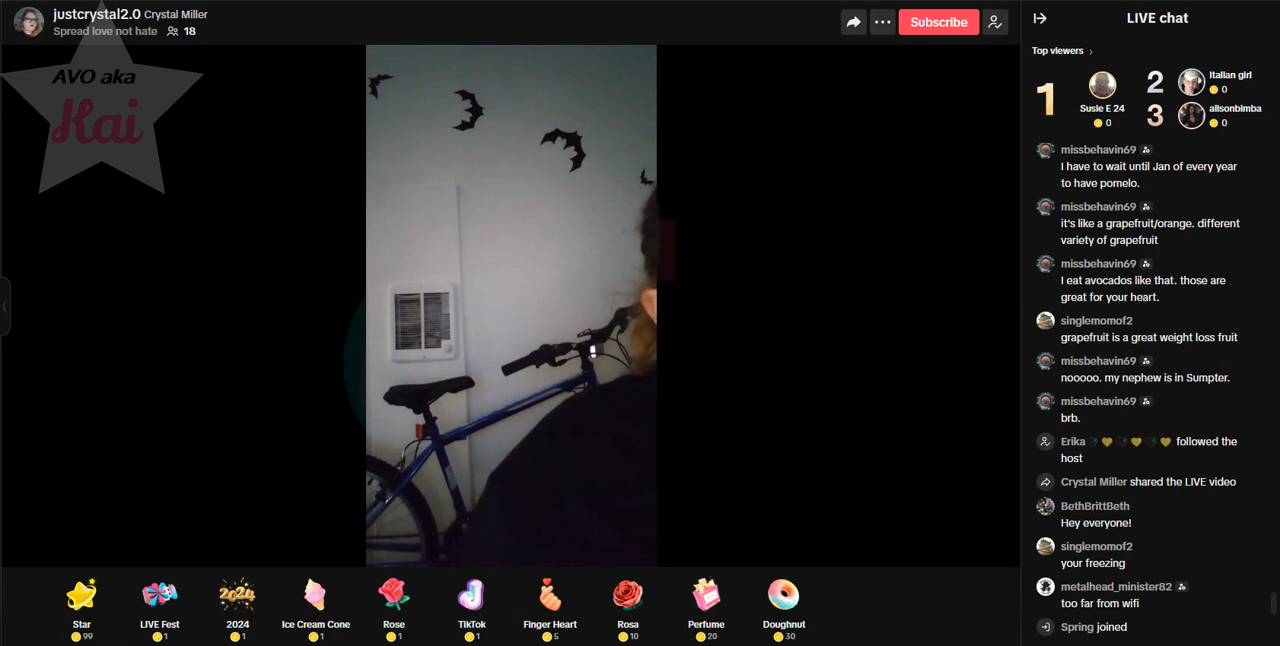 justcrystal2.0 Crystal Miller
Spread love not hate 18
Subscribe
AVO aka
Kai
LIVE chat
Top viewers
1
Susie E 24
0
2
Italian girl
0
3
alisonbimba
0
missbehavin69
I have to wait until Jan of every year
to have pomelo.
missbehavin69
it's like a grapefruit/orange. different
variety of grapefruit
missbehavin69
I eat avocados like that. those are
great for your heart.
singlemomof2
grapefruit is a great weight loss fruit
missbehavin69
nooooo. my nephew is in Sumpter.
missbehavin69
brb.
Erika followed the
host
Crystal Miller shared the LIVE video
BethBrittBeth
Hey everyone!
singlemomof2
your freezing
metalhead_minister82
too far from wifi
Spring joined
2024
Star
99
LIVE Fest
1
2024
1
Ice Cream Cone
1
Rose
1
TikTok
1
Finger Heart
5
Rosa
10
Perfume
20
Doughnut
30